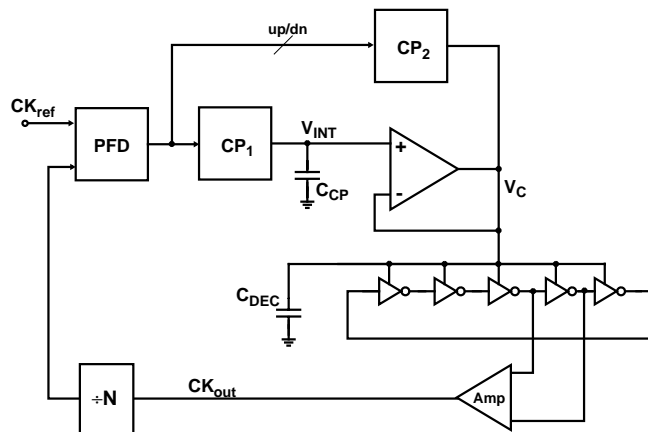 up/dn
CP2
CKref
PFD
CP1
VINT
+
-
CCP
VC
CDEC
÷N
CKout
Amp